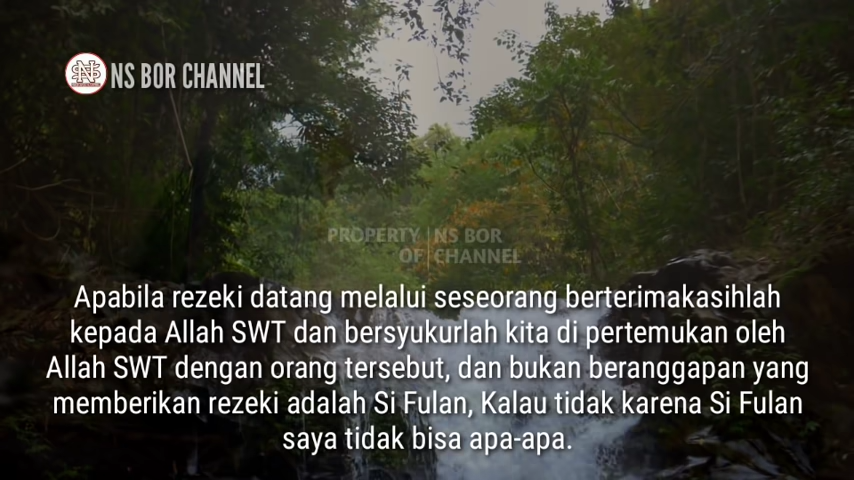 NS BOR CHANNEL
PROPERTY OF | NS BOR CHANNEL
Apabila rezeki datang melalui seseorang berterimakasihlah
kepada Allah SWT dan bersyukurlah kita di pertemukan oleh
Allah SWT dengan orang tersebut, dan bukan beranggapan yang
memberikan rezeki adalah Si Fulan, Kalau tidak karena Si Fulan
saya tidak bisa apa-apa.